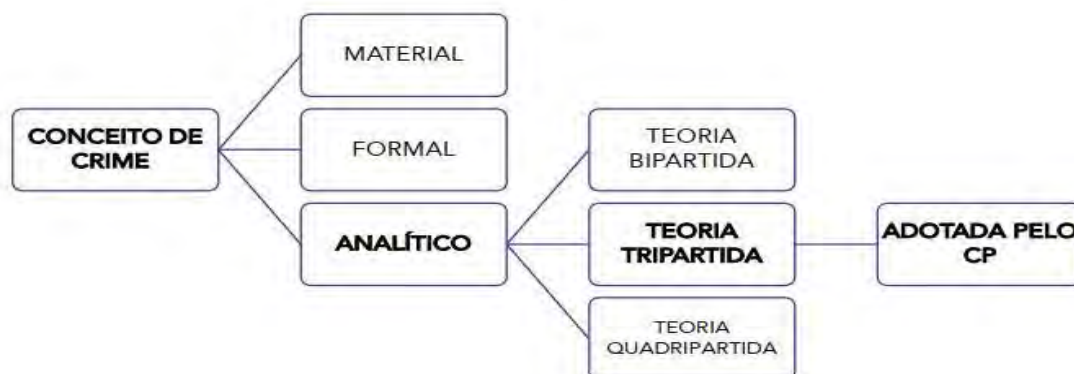 CONCEITO DE
CRIME
MATERIAL
FORMAL
ANALÍTICO
TEORIA
BIPARTIDA
TEORIA
TRIPARTIDA
TEORIA
QUADRIPARTIDA
ADOTADA PELO
CP